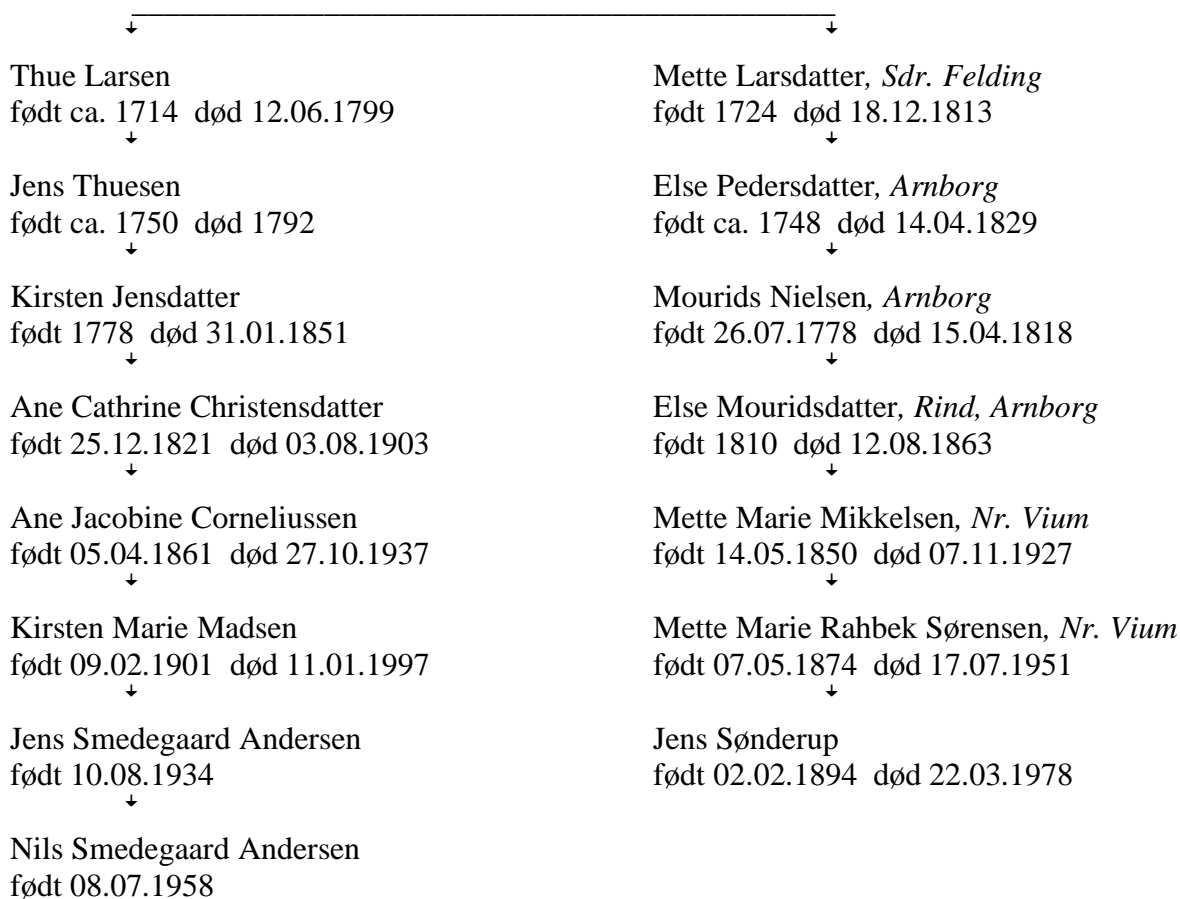 Thue Larsen
født ca. 1714 død 12.06.1799
Mette Larsdatter, Sdr. Felding
født 1724 død 18.12.1813
Jens Thuesen
født ca. 1750 død 1792
Else Pedersdatter, Arnborg
født ca. 1748 død 14.04.1829
Kirsten Jensdatter
født 1778 død 31.01.1851
Mourids Nielsen, Arnborg
født 26.07.1778 død 15.04.1818
Ane Cathrine Christensdatter
født 25.12.1821 død 03.08.1903
Else Mouridsdatter, Rind, Arnborg
født 1810 død 12.08.1863
Ane Jacobine Corneliussen
født 05.04.1861 død 27.10.1937
Mette Marie Mikkelsen, Nr. Vium
født 14.05.1850 død 07.11.1927
Kirsten Marie Madsen
født 09.02.1901 død 11.01.1997
Mette Marie Rahbek Sørensen, Nr. Vium
født 07.05.1874 død 17.07.1951
Jens Smedegaard Andersen
født 10.08.1934
Jens Sønderup
født 02.02.1894 død 22.03.1978
Nils Smedegaard Andersen
født 08.07.1958